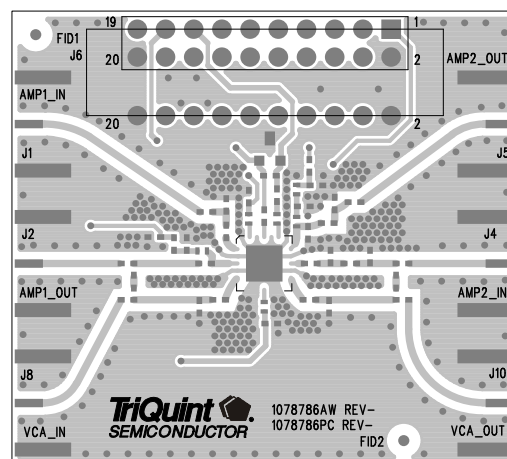 FID1
19
1
J6
20
2
AMP2_OUT
AMP1_IN
20
2
J1
J5
J2
J4
AMP1_OUT
AMP2_IN
J8
J10
TriQuint
SEMICONDUCTOR
1078786AW REV-
1078786PC REV-
FID2
VCA_IN
VCA_OUT